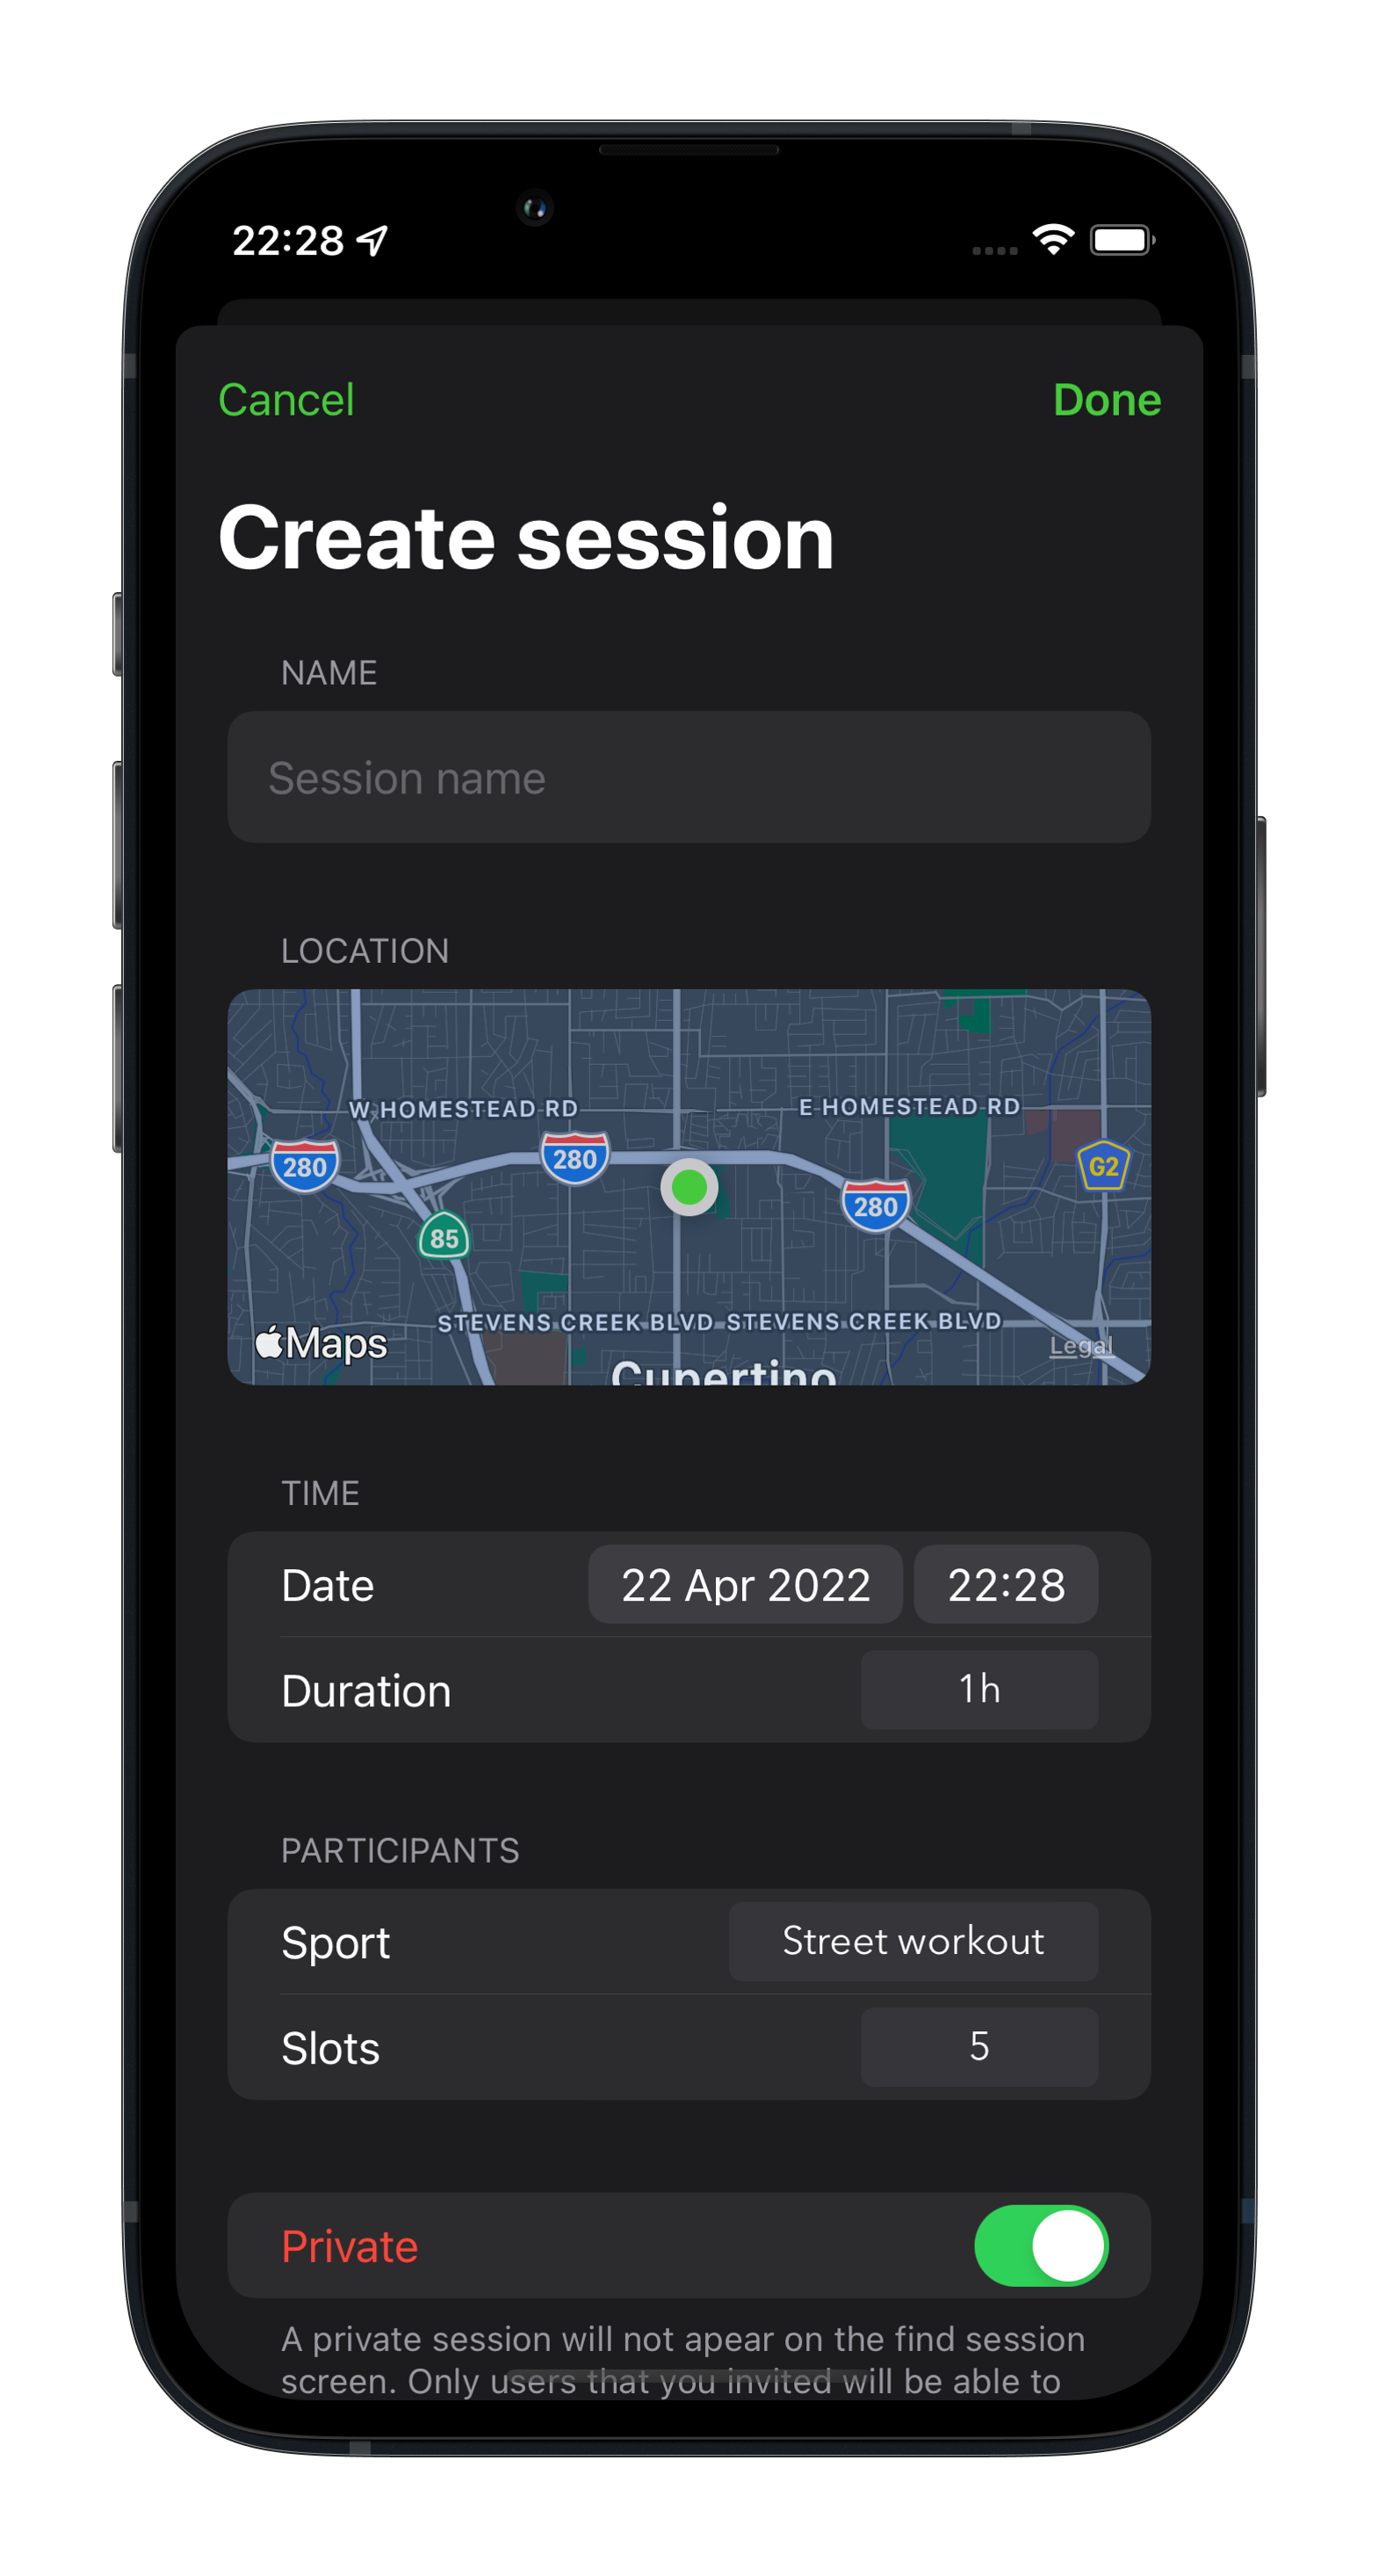 22:28
Cancel
Done
Create session
NAME
Session name
LOCATION
W HOMESTEAD RD
E HOMESTEAD RD
280
280
280
G2
85
STEVENS CREEK BLVD
STEVENS CREEK BLVD
Maps
Legal
Cupertino
TIME
Date
22 Apr 2022
22:28
Duration
1h
PARTICIPANTS
Sport
Street workout
Slots
5
Private
A private session will not apear on the find session
screen. Only users that you invited will be able to